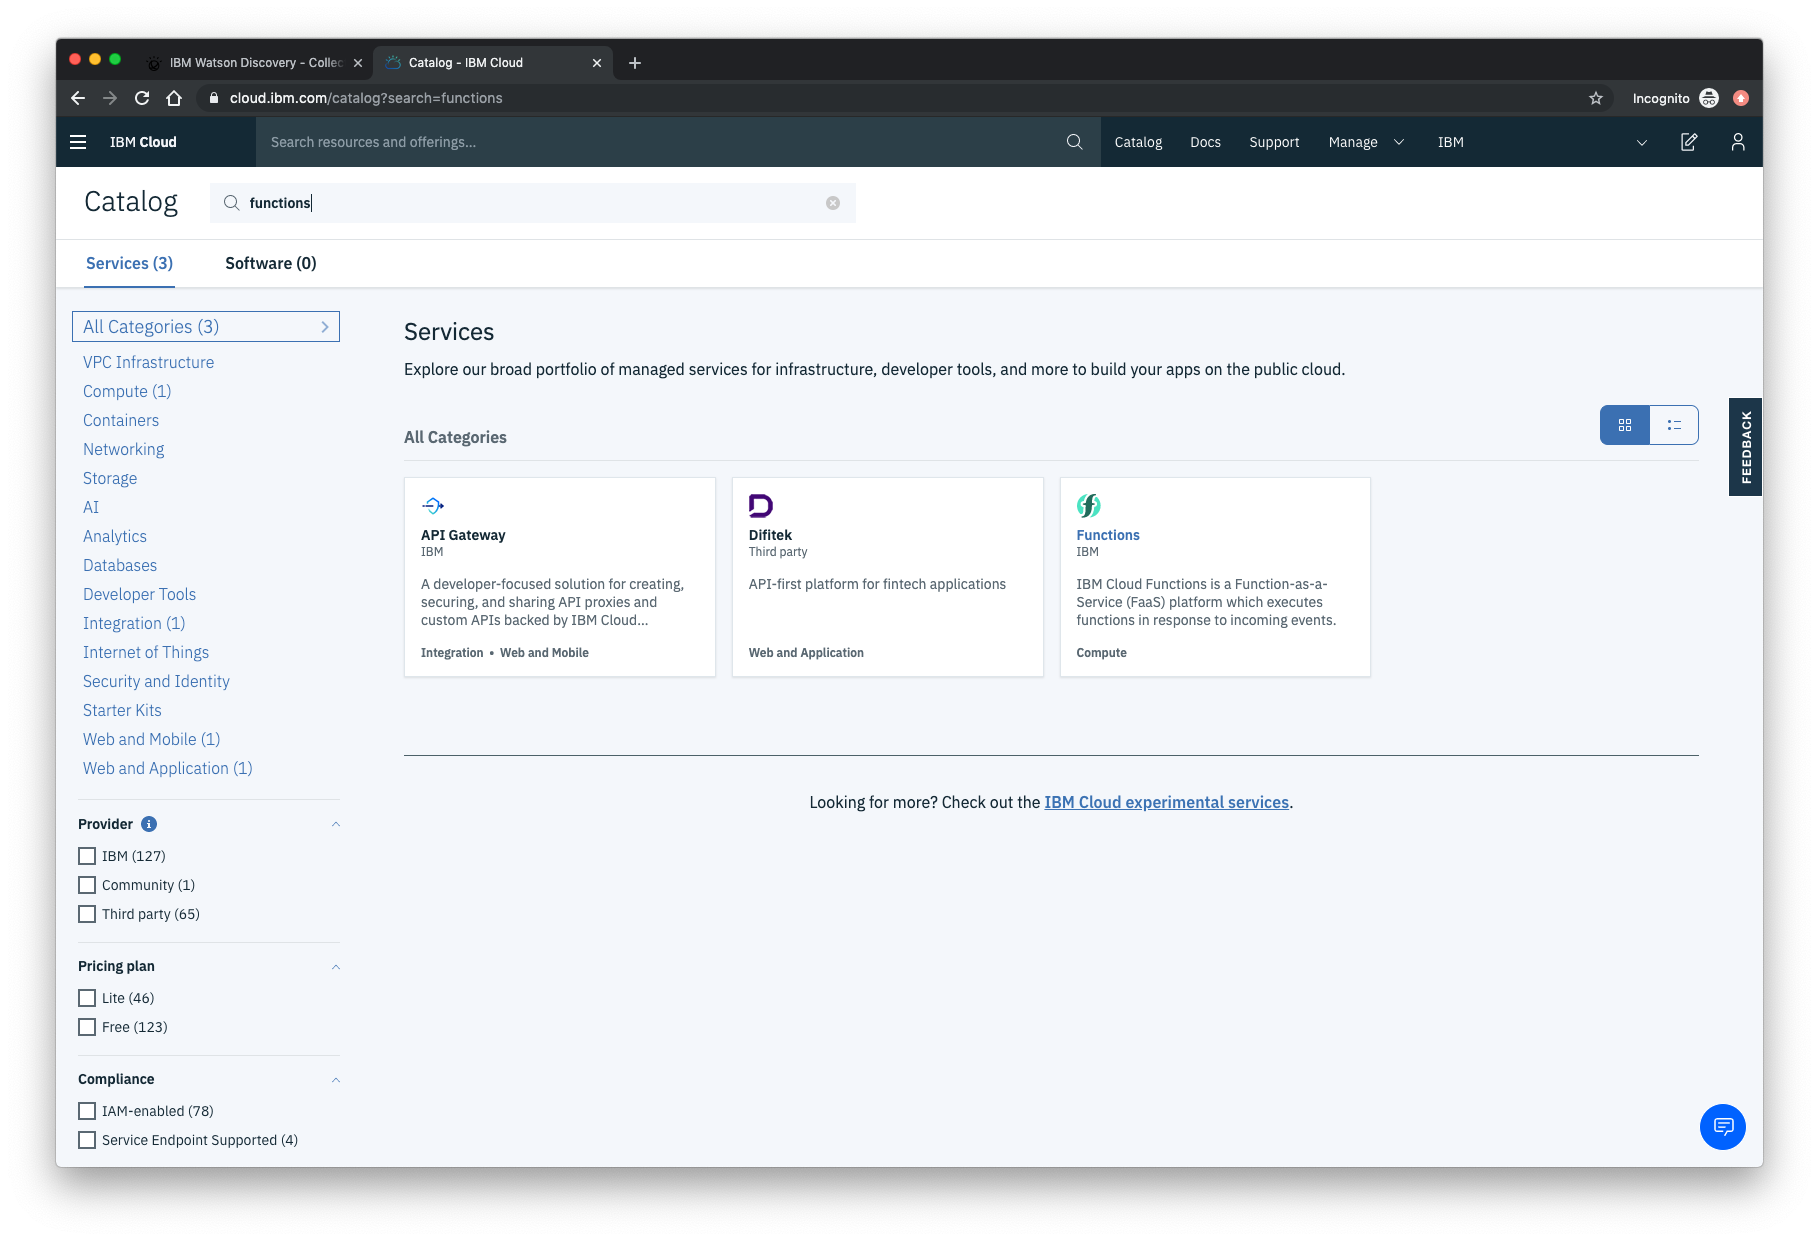 IBM Watson Discovery - Collec
Catalog - IBM Cloud
cloud.ibm.com/catalog?search=functions
Incognito
IBM Cloud
Search resources and offerings...
Catalog
Docs
Support
Manage
IBM
Catalog
functions
Services (3)
Software (0)
All Categories (3)
VPC Infrastructure
Compute (1)
Containers
Networking
Storage
AI
Analytics
Databases
Developer Tools
Integration (1)
Internet of Things
Security and Identity
Starter Kits
Web and Mobile (1)
Web and Application (1)
Provider
IBM (127)
Community (1)
Third party (65)
Pricing plan
Lite (46)
Free (123)
Compliance
IAM-enabled (78)
Service Endpoint Supported (4)
Services
Explore our broad portfolio of managed services for infrastructure, developer tools, and more to build your apps on the public cloud.
All Categories
API Gateway
IBM
A developer-focused solution for creating,
securing, and sharing API proxies and
custom APIs backed by IBM Cloud...
Integration • Web and Mobile
Difitek
Third party
API-first platform for fintech applications
Web and Application
Functions
IBM
IBM Cloud Functions is a Function-as-a-
Service (FaaS) platform which executes
functions in response to incoming events.
Compute
Looking for more? Check out the IBM Cloud experimental services.
FEEDBACK